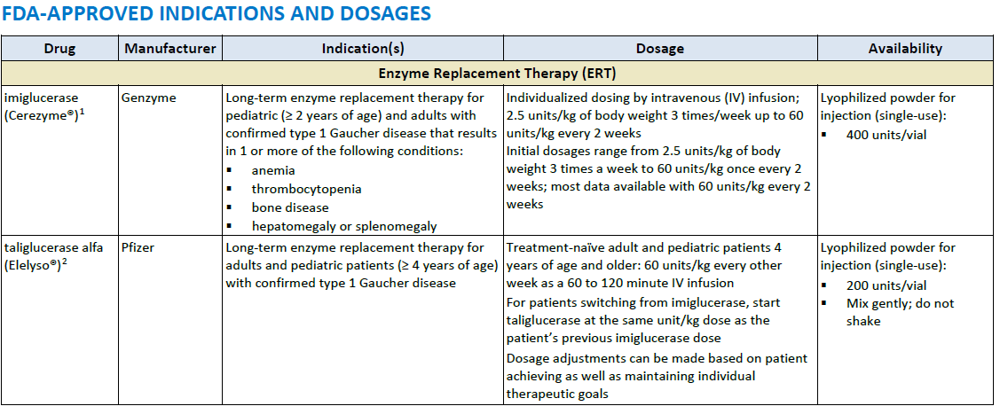 FDA-APPROVED INDICATIONS AND DOSAGES
Drug Manufacturer Indication(s) Dosage Availability
Enzyme Replacement Therapy (ERT)
imiglucerase
(Cerezyme®)1
Genzyme
Long-term enzyme replacement therapy for
pediatric (≥ 2 years of age) and adults with
confirmed type 1 Gaucher disease that results
in 1 or more of the following conditions:
▪ anemia
▪ thrombocytopenia
▪ bone disease
▪ hepatomegaly or splenomegaly
Individualized dosing by intravenous (IV) infusion;
2.5 units/kg of body weight 3 times/week up to 60
units/kg every 2 weeks
Initial dosages range from 2.5 units/kg of body
weight 3 times a week to 60 units/kg once every 2
weeks; most data available with 60 units/kg every 2
weeks
Lyophilized powder for
injection (single-use):
▪ 400 units/vial
taliglucerase alfa
(Elelyso®)2
Pfizer
Long-term enzyme replacement therapy for
adults and pediatric patients (≥ 4 years of age)
with confirmed type 1 Gaucher disease
Treatment-naïve adult and pediatric patients 4
years of age and older: 60 units/kg every other
week as a 60 to 120 minute IV infusion
For patients switching from imiglucerase, start
taliglucerase at the same unit/kg dose as the
patient’s previous imiglucerase dose
Dosage adjustments can be made based on patient
achieving as well as maintaining individual
therapeutic goals
Lyophilized powder for
injection (single-use):
▪ 200 units/vial
▪ Mix gently; do not
shake